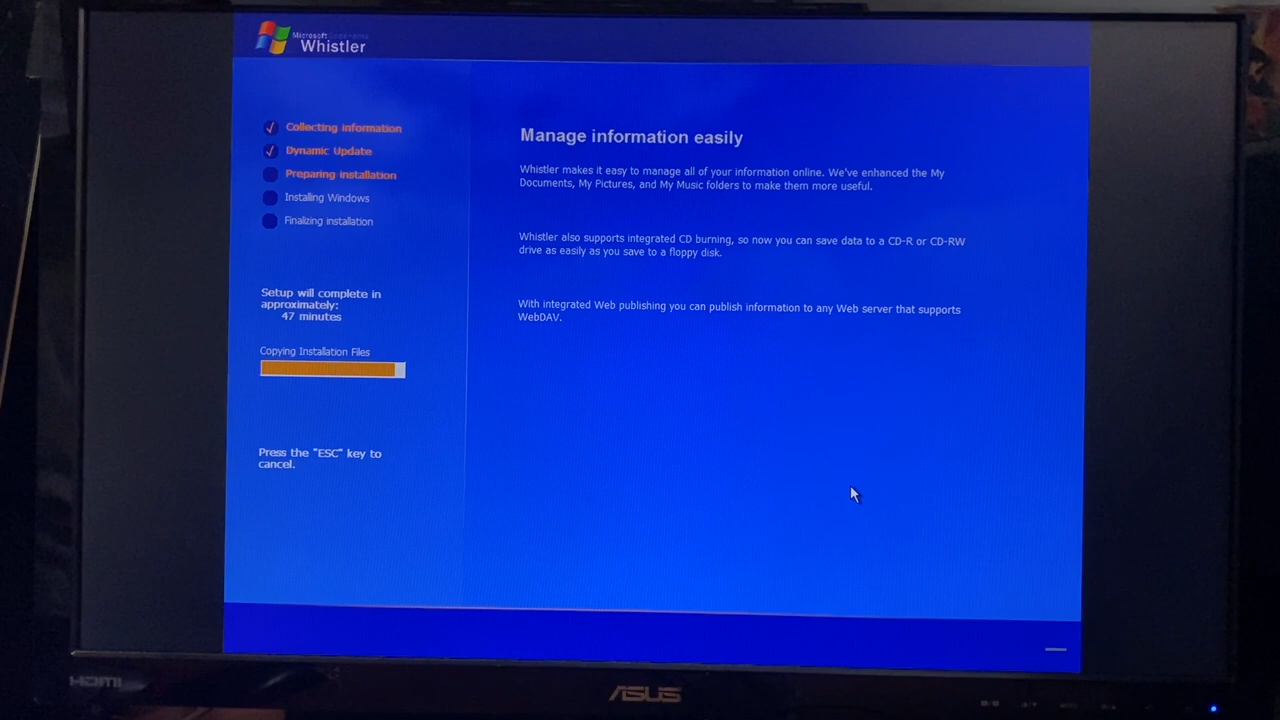 Microsoft Codename
Whistler
Collecting information
Dynamic Update
Preparing installation
Installing Windows
Finalizing installation
Setup will complete in
approximately:
47 minutes
Copying Installation Files
Press the "ESC" key to
cancel.
Manage information easily
Whistler makes it easy to manage all of your information online. We've enhanced the My
Documents, My Pictures, and My Music folders to make them more useful.
Whistler also supports integrated CD burning, so now you can save data to a CD-R or CD-RW
drive as easily as you save to a floppy disk.
With integrated Web publishing you can publish information to any Web server that supports
WebDAV.
HDMI
ASUS